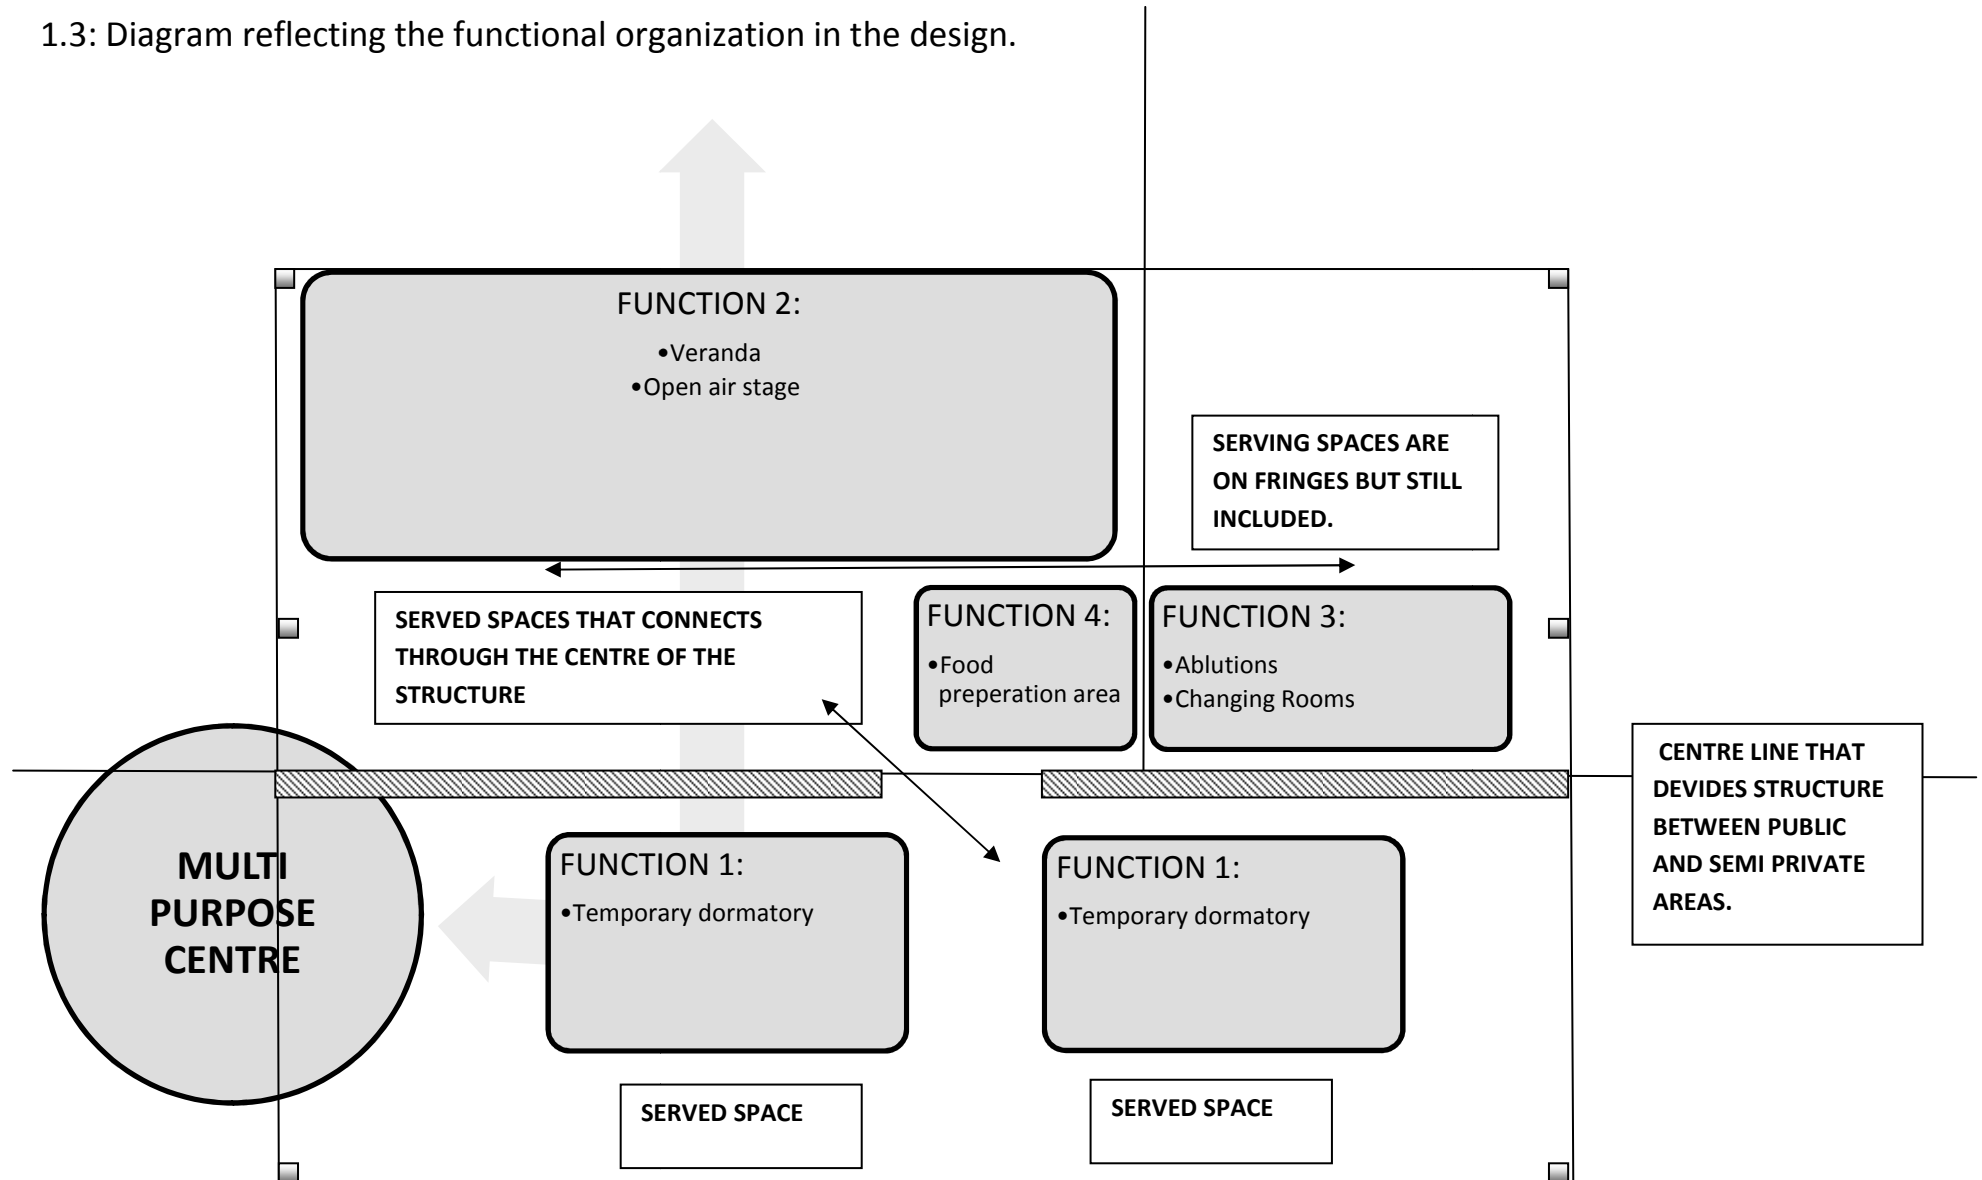 1.3: Diagram reflecting the functional organization in the design.
FUNCTION 2:
•Veranda
•Open air stage
SERVING SPACES ARE
ON FRINGES BUT STILL
INCLUDED.
SERVED SPACES THAT CONNECTS
THROUGH THE CENTRE OF THE
STRUCTURE
FUNCTION 4:
•Food
preperation area
FUNCTION 3:
•Ablutions
•Changing Rooms
CENTRE LINE THAT
DEVIDES STRUCTURE
BETWEEN PUBLIC
AND SEMI PRIVATE
AREAS.
MULTI
PURPOSE
CENTRE
FUNCTION 1:
•Temporary dormatory
FUNCTION 1:
•Temporary dormatory
SERVED SPACE
SERVED SPACE